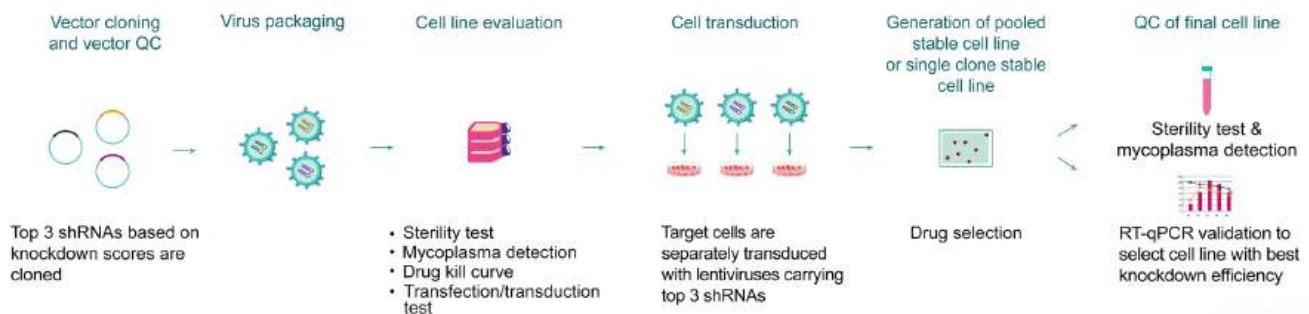 Vector cloning
and vector QC
Top 3 shRNAs based on
knockdown scores are
cloned
Virus packaging
Cell line evaluation
• Sterility test
• Mycoplasma detection
• Drug kill curve
• Transfection/transduction
test
Cell transduction
Target cells are
separately transduced
with lentiviruses carrying
top 3 shRNAs
Generation of pooled
stable cell line
or single clone stable
cell line
Drug selection
QC of final cell line
Sterility test &
mycoplasma detection
RT-qPCR validation to
select cell line with best
knockdown efficiency